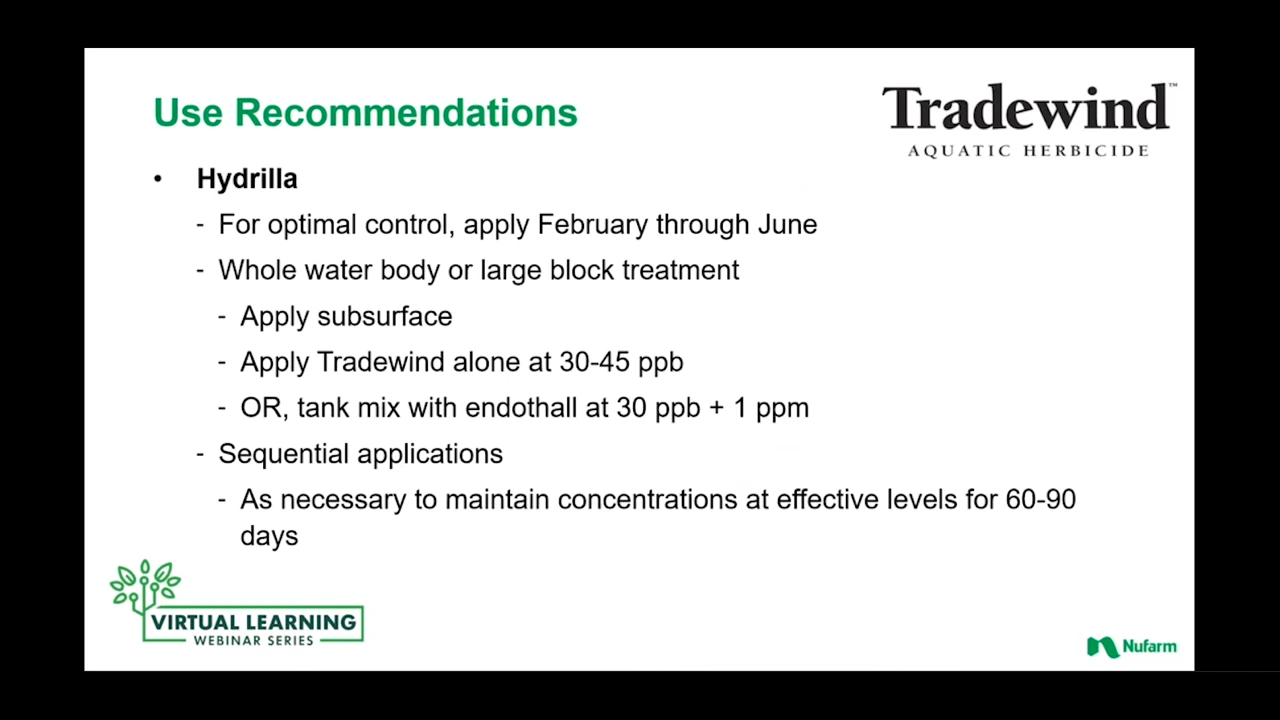 Use Recommendations
Tradewind™
AQUATIC HERBICIDE
• Hydrilla
- For optimal control, apply February through June
- Whole water body or large block treatment
- Apply subsurface
- Apply Tradewind alone at 30-45 ppb
- OR, tank mix with endothall at 30 ppb + 1 ppm
- Sequential applications
- As necessary to maintain concentrations at effective levels for 60-90
days
VIRTUAL LEARNING
WEBINAR SERIES
Nufarm